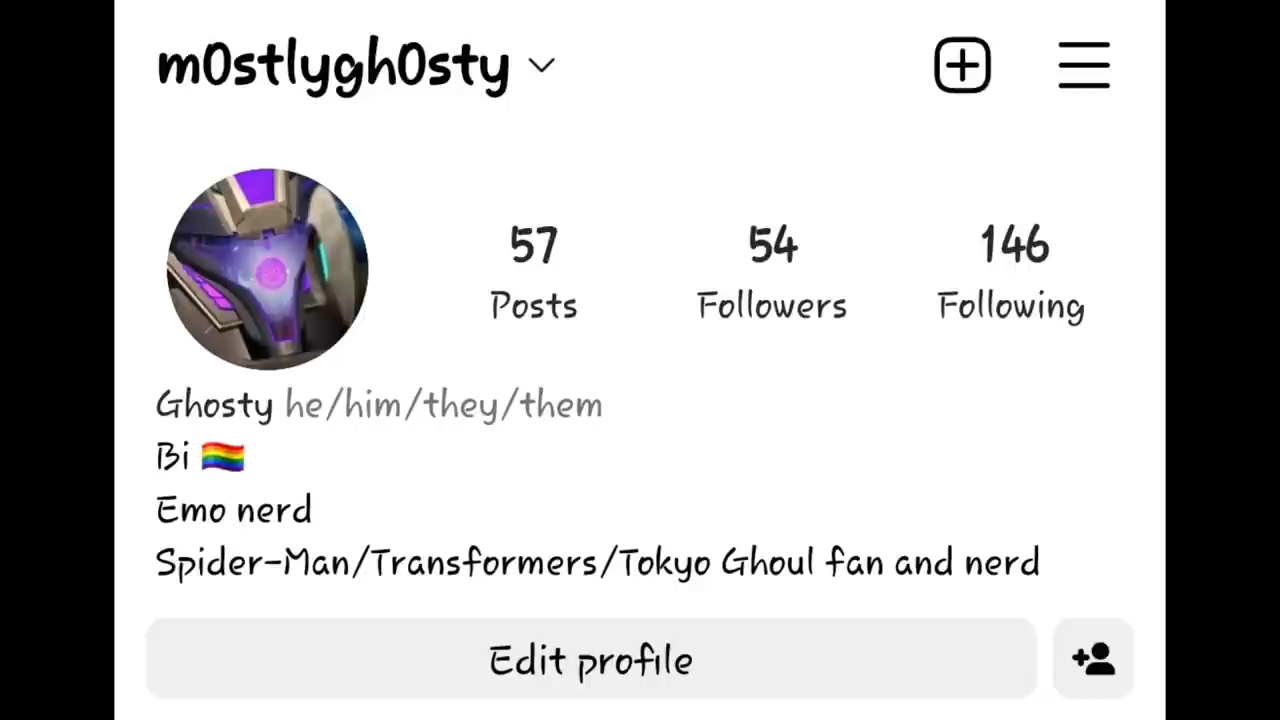 m0stlygh0sty
57 54 146
Posts Followers Following
Ghosty he/him/they/them
Bi 🏳️‍🌈
Emo nerd
Spider-Man/Transformers/Tokyo Ghoul fan and nerd
Edit profile